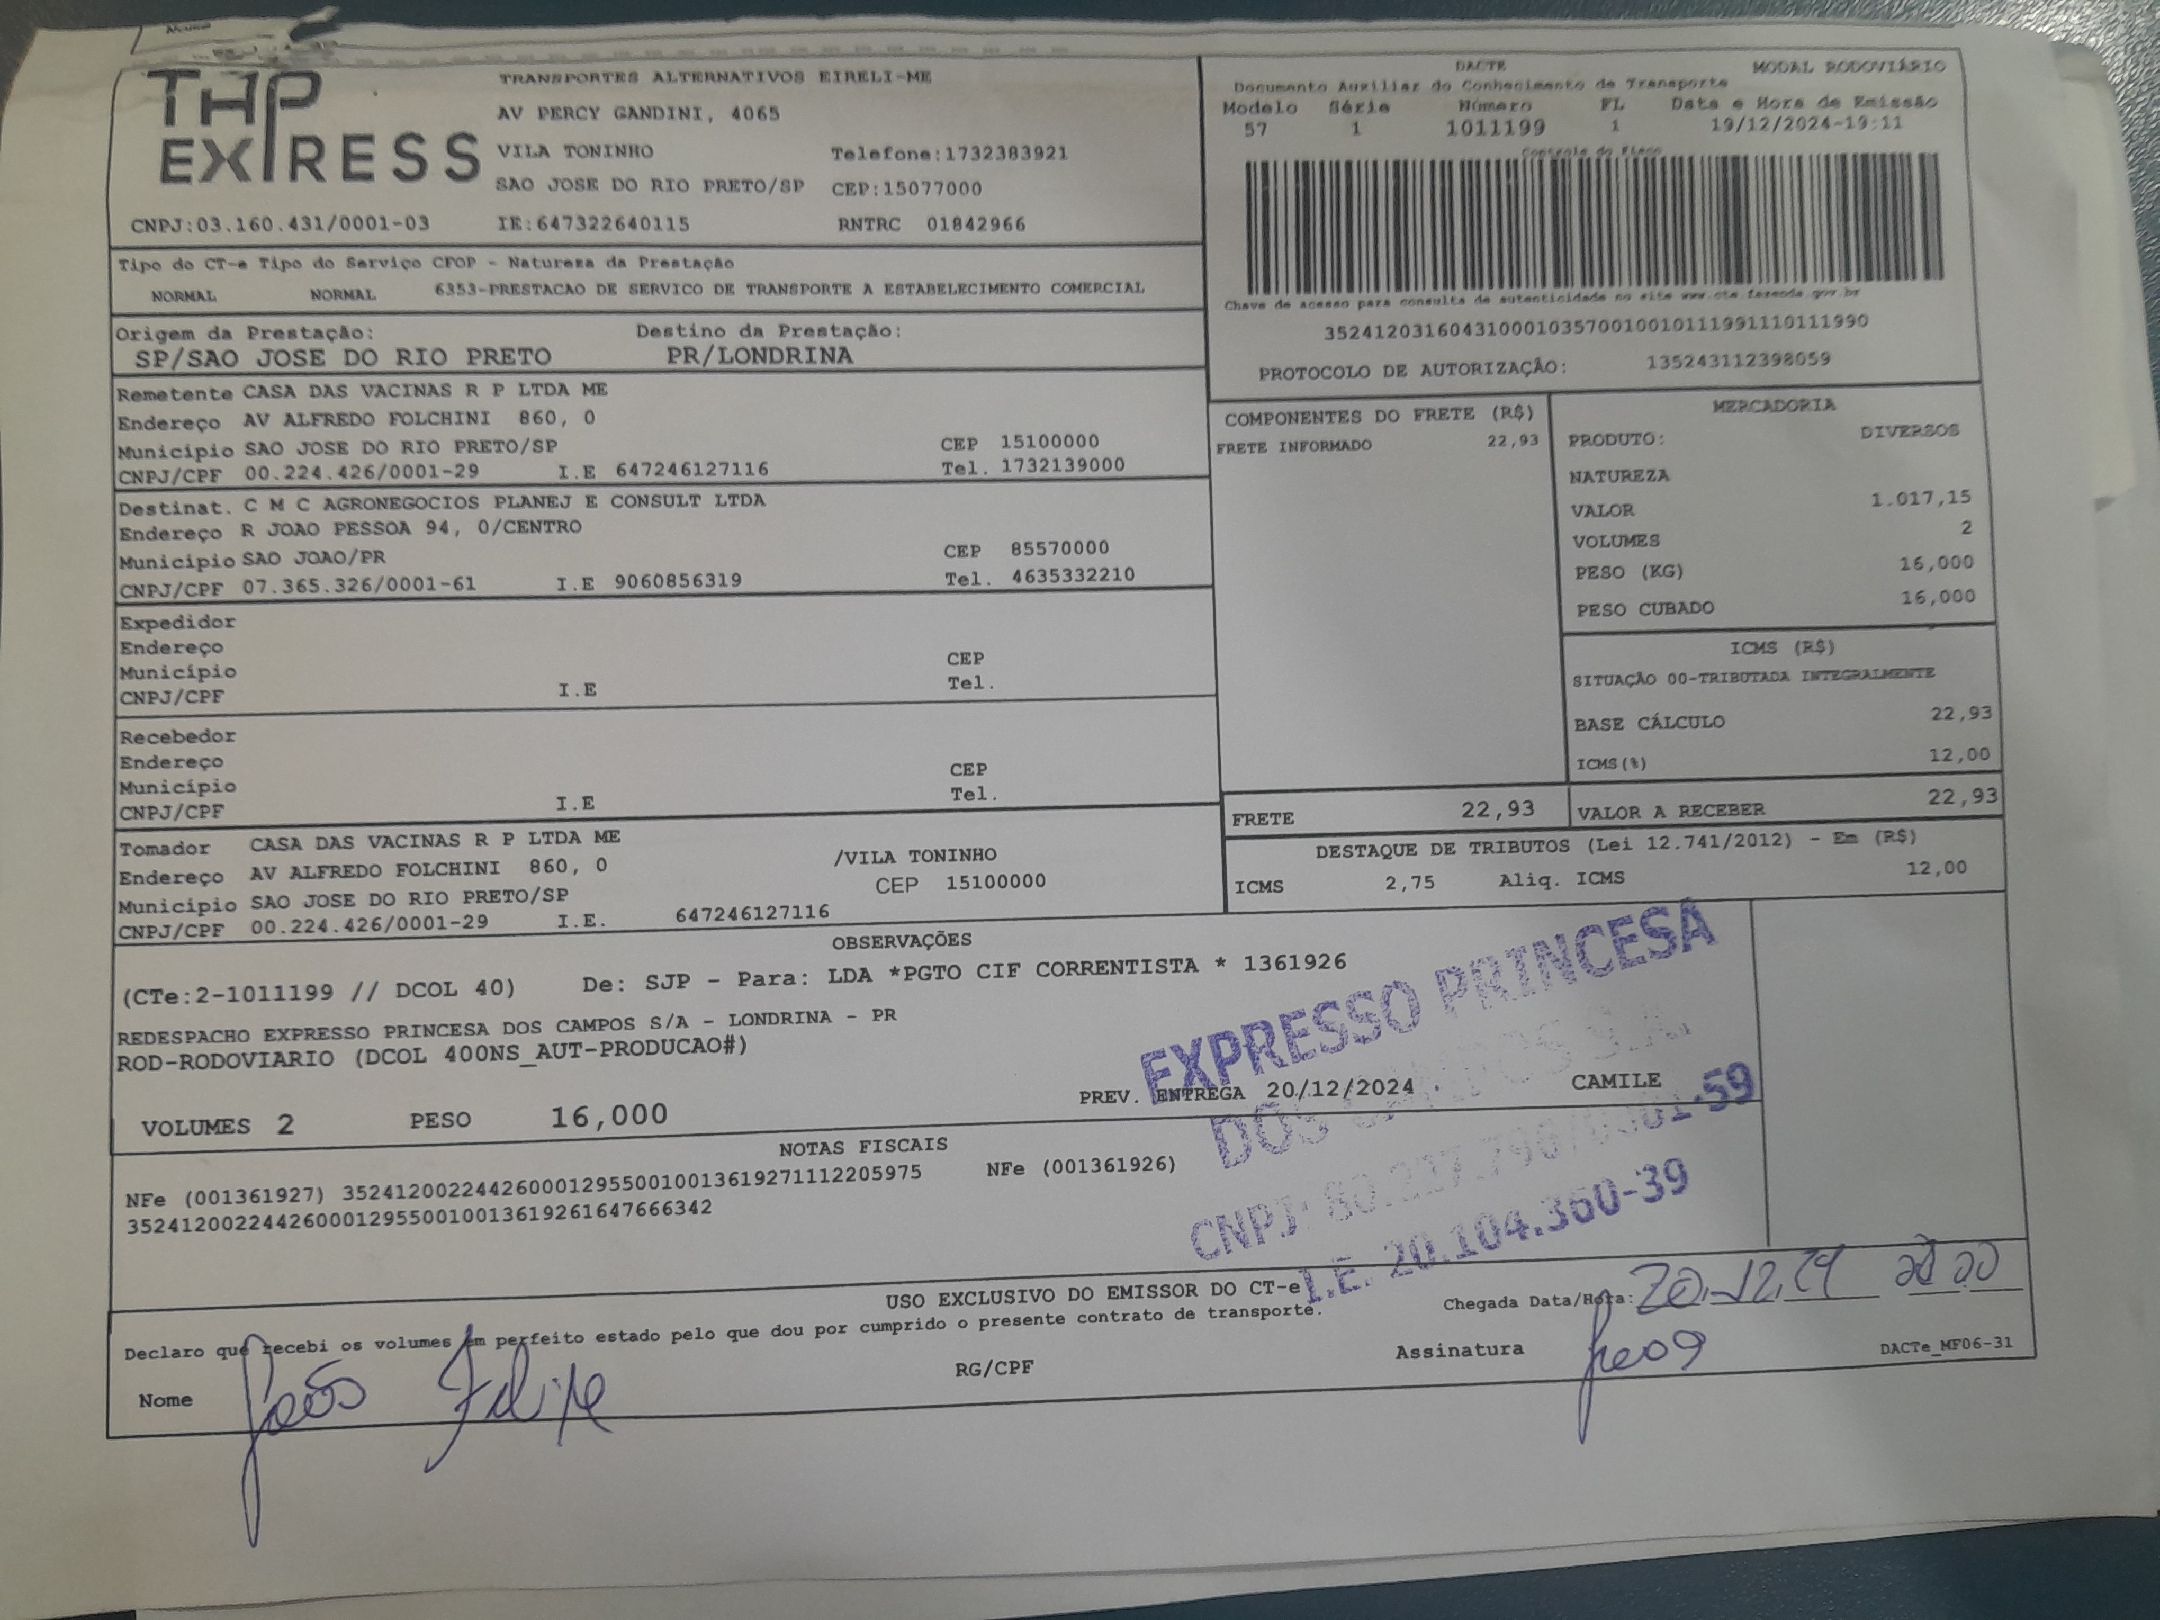 THP
EXPRESS
TRANSPORTES ALTERNATIVOS EIRELI-ME
AV PERCY GANDINI, 4065
VILA TONINHO Telefone:1732383921
SAO JOSE DO RIO PRETO/SP CEP:15077000
CNPJ:03.160.431/0001-03 IE:647322640115 RNTRC 01842966
DACTE MODAL RODOVIÁRIO
Documento Auxiliar do Conhecimento de Transporte
Modelo Série Número FL Data e Hora de Emissão
57 1 1011199 1 19/12/2024-19:11
Controle do Fisco
Chave de acesso para consulta de autenticidade no site www.cte.fazenda.gov.br
35241203160431000103570010010111991110111990
PROTOCOLO DE AUTORIZAÇÃO: 135243112398059
Tipo do CT-e Tipo do Serviço CFOP - Natureza da Prestação
NORMAL NORMAL 6353-PRESTACAO DE SERVICO DE TRANSPORTE A ESTABELECIMENTO COMERCIAL
Origem da Prestação: Destino da Prestação:
SP/SAO JOSE DO RIO PRETO PR/LONDRINA
Remetente CASA DAS VACINAS R P LTDA ME
Endereço AV ALFREDO FOLCHINI 860, 0
Município SAO JOSE DO RIO PRETO/SP CEP 15100000
CNPJ/CPF 00.224.426/0001-29 I.E 647246127116 Tel. 1732139000
Destinat. C M C AGRONEGOCIOS PLANEJ E CONSULT LTDA
Endereço R JOAO PESSOA 94, 0/CENTRO
Município SAO JOAO/PR CEP 85570000
CNPJ/CPF 07.365.326/0001-61 I.E 9060856319 Tel. 4635332210
Expedidor
Endereço
Município CEP
CNPJ/CPF I.E Tel.
Recebedor
Endereço
Município CEP
CNPJ/CPF I.E Tel.
Tomador CASA DAS VACINAS R P LTDA ME
Endereço AV ALFREDO FOLCHINI 860, 0 /VILA TONINHO
Município SAO JOSE DO RIO PRETO/SP CEP 15100000
CNPJ/CPF 00.224.426/0001-29 I.E. 647246127116
COMPONENTES DO FRETE (R$)
FRETE INFORMADO 22,93
MERCADORIA
PRODUTO: DIVERSOS
NATUREZA
VALOR 1.017,15
VOLUMES 2
PESO (KG) 16,000
PESO CUBADO 16,000
ICMS (R$)
SITUAÇÃO 00-TRIBUTADA INTEGRALMENTE
BASE CÁLCULO 22,93
ICMS(%) 12,00
FRETE 22,93 VALOR A RECEBER 22,93
DESTAQUE DE TRIBUTOS (Lei 12.741/2012) - Em (R$)
ICMS 2,75 Aliq. ICMS 12,00
OBSERVAÇÕES
(CTe:2-1011199 // DCOL 40) De: SJP - Para: LDA *PGTO CIF CORRENTISTA * 1361926
REDESPACHO EXPRESSO PRINCESA DOS CAMPOS S/A - LONDRINA - PR
ROD-RODOVIARIO (DCOL 400NS_AUT-PRODUCAO#)
PREV. ENTREGA 20/12/2024 CAMILE
VOLUMES 2 PESO 16,000
EXPRESSO PRINCESA
DOS CAMPOS S.A.
CNPJ: 80.227.796/0001-59
I.E. 20.104.360-39
NOTAS FISCAIS
NFe (001361927) 35241200224426000129550010013619271112205975 NFe (001361926)
35241200224426000129550010013619261647666342
USO EXCLUSIVO DO EMISSOR DO CT-e
Declaro que recebi os volumes em perfeito estado pelo que dou por cumprido o presente contrato de transporte.
Chegada Data/Hora: 20.12.24
Nome João Felipe RG/CPF Assinatura
DACTe_MF06-31